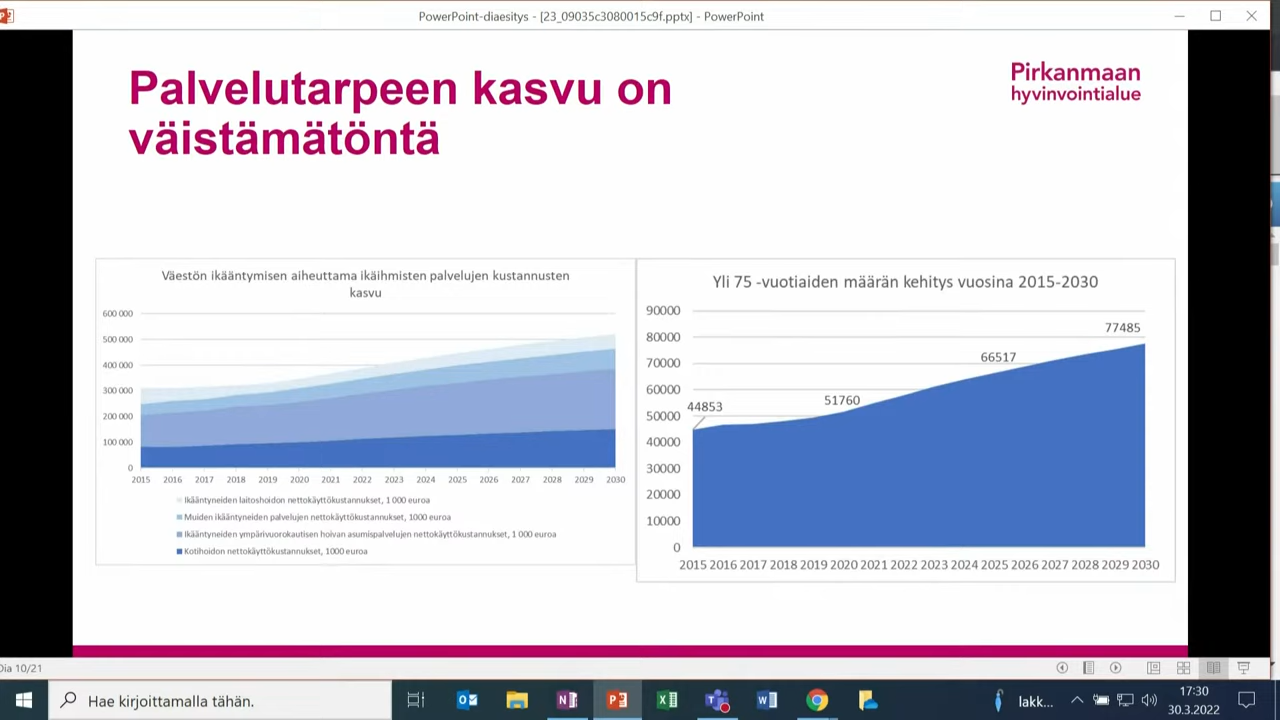 PowerPoint-diaesitys - [23_09035c3080015c9f.pptx] - PowerPoint
Palvelutarpeen kasvu on
väistämätöntä
Pirkanmaan
hyvinvointialue
Väestön ikääntymisen aiheuttama ikäihmisten palvelujen kustannusten
kasvu
600 000
500 000
400 000
300 000
200 000
100 000
0
2015 2016 2017 2018 2019 2020 2021 2022 2023 2024 2025 2026 2027 2028 2029 2030
Ikääntyneiden laitoshoidon nettokäyttökustannukset, 1 000 euroa
Muiden ikääntyneiden palvelujen nettokäyttökustannukset, 1000 euroa
Ikääntyneiden ympärivuorokautisen hoivan asumispalvelujen nettokäyttökustannukset, 1 000 euroa
Kotihoidon nettokäyttökustannukset, 1000 euroa
Yli 75 -vuotiaiden määrän kehitys vuosina 2015-2030
90000
80000
70000
60000
50000
40000
30000
20000
10000
0
44853
51760
66517
77485
2015 2016 2017 2018 2019 2020 2021 2022 2023 2024 2025 2026 2027 2028 2029 2030
Dia 10/21
Hae kirjoittamalla tähän.
lakk...
17:30
30.3.2022